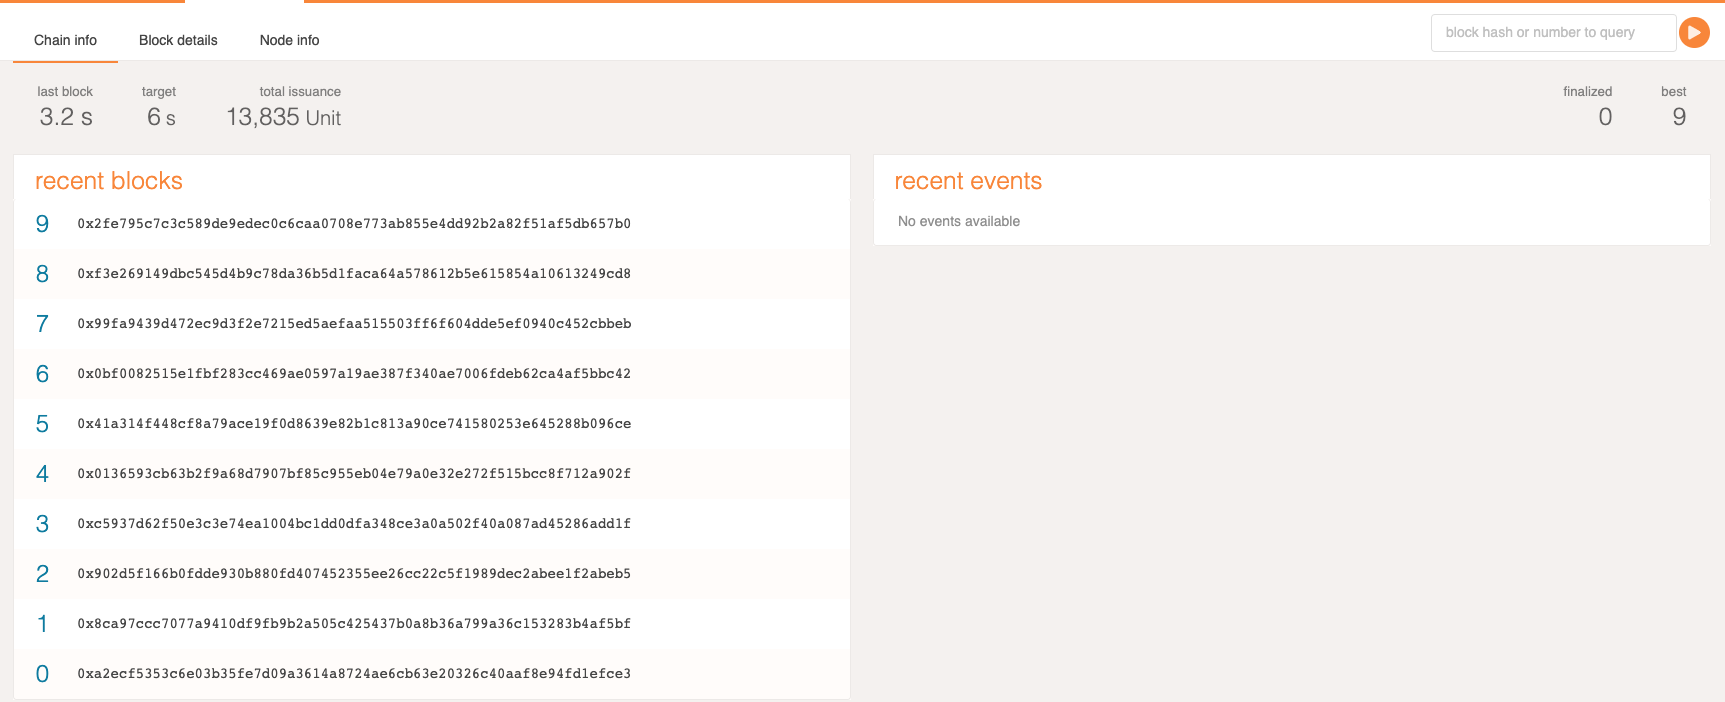 Chain info
Block details
Node info
block hash or number to query
last block
3.2 s
target
6 s
total issuance
13,835 Unit
finalized
0
best
9
recent blocks
9 0x2fe795c7c3c589de9edec0c6caa0708e773ab855e4dd92b2a82f51af5db657b0
8 0xf3e269149dbc545d4b9c78da36b5d1faca64a578612b5e615854a10613249cd8
7 0x99fa9439d472ec9d3f2e7215ed5aefaa515503ff6f604dde5ef0940c452cbbeb
6 0x0bf0082515e1fbf283cc469ae0597a19ae387f340ae7006fdeb62ca4af5bbc42
5 0x41a314f448cf8a79ace19f0d8639e82b1c813a90ce741580253e645288b096ce
4 0x0136593cb63b2f9a68d7907bf85c955eb04e79a0e32e272f515bcc8f712a902f
3 0xc5937d62f50e3c3e74ea1004bc1dd0dfa348ce3a0a502f40a087ad45286add1f
2 0x902d5f166b0fdde930b880fd407452355ee26cc22c5f1989dec2abee1f2abeb5
1 0x8ca97ccc7077a9410df9fb9b2a505c425437b0a8b36a799a36c153283b4af5bf
0 0xa2ecf5353c6e03b35fe7d09a3614a8724ae6cb63e20326c40aaf8e94fd1efce3
recent events
No events available